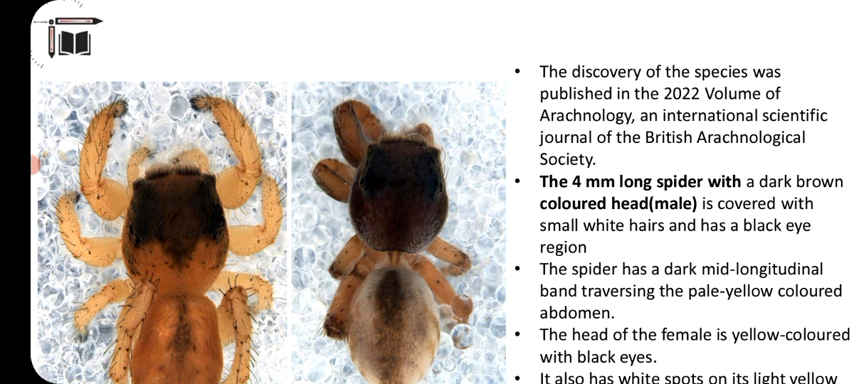 • The discovery of the species was
published in the 2022 Volume of
Arachnology, an international scientific
journal of the British Arachnological
Society.
• The 4 mm long spider with a dark brown
coloured head(male) is covered with
small white hairs and has a black eye
region
• The spider has a dark mid-longitudinal
band traversing the pale-yellow coloured
abdomen.
• The head of the female is yellow-coloured
with black eyes.
• It also has white spots on its light yellow